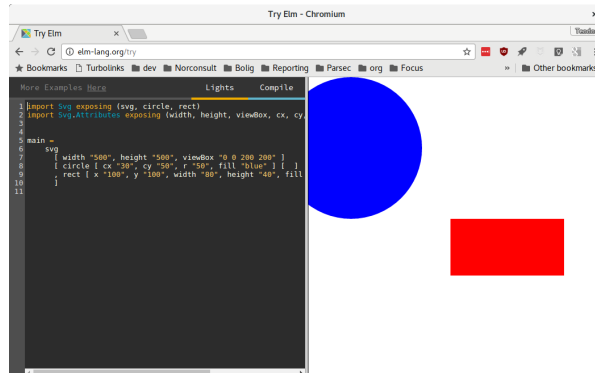 Try Elm - Chromium
Try Elm
elm-lang.org/try
Bookmarks Turbolinks dev Norconsult Bolig Reporting Parsec org Focus » Other bookmarks
More Examples Here Lights Compile
1 import Svg exposing (svg, circle, rect)
2 import Svg.Attributes exposing (width, height, viewBox, cx, cy,
3
4
5 main =
6 svg
7 [ width "500", height "500", viewBox "0 0 200 200" ]
8 [ circle [ cx "30", cy "50", r "50", fill "blue" ] [ ]
9 , rect [ x "100", y "100", width "80", height "40", fill
10 ]
11